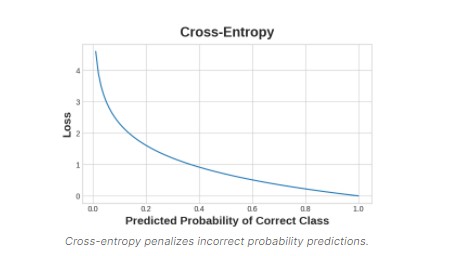 Cross-Entropy
Loss
4
3
2
1
0
0.0 0.2 0.4 0.6 0.8 1.0
Predicted Probability of Correct Class
Cross-entropy penalizes incorrect probability predictions.